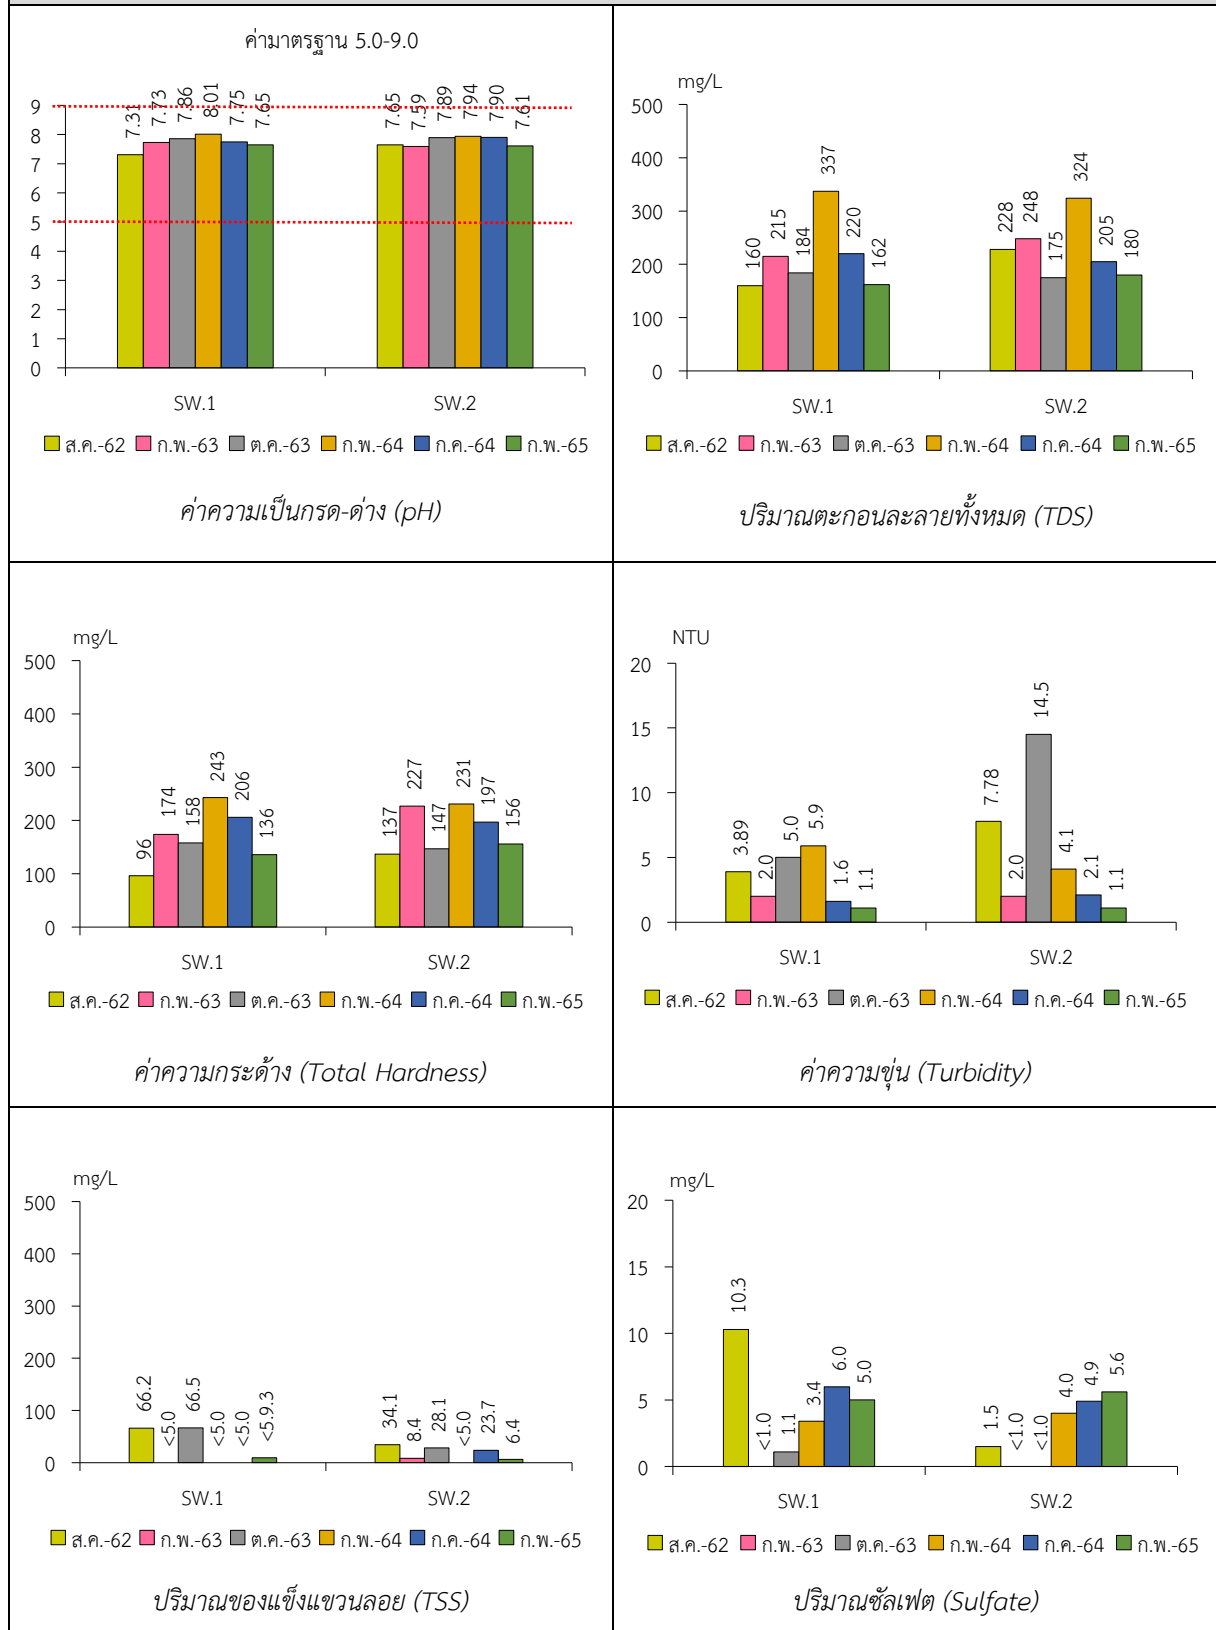 ค่ามาตรฐาน 5.0-9.0
9
8
7
6
5
4
3
2
1
0
7.31 7.73 7.86 8.01 7.75 7.65
7.65 7.59 7.89 7.94 7.90 7.61
SW.1 SW.2
ส.ค.-62 ก.พ.-63 ต.ค.-63 ก.พ.-64 ก.ค.-64 ก.พ.-65
ค่าความเป็นกรด-ด่าง (pH)
mg/L
500
400
300
200
100
0
160 215 184 337 220 162
228 248 175 324 205 180
SW.1 SW.2
ส.ค.-62 ก.พ.-63 ต.ค.-63 ก.พ.-64 ก.ค.-64 ก.พ.-65
ปริมาณตะกอนละลายทั้งหมด (TDS)
mg/L
500
400
300
200
100
0
96 174 158 243 206 136
137 227 147 231 197 156
SW.1 SW.2
ส.ค.-62 ก.พ.-63 ต.ค.-63 ก.พ.-64 ก.ค.-64 ก.พ.-65
ค่าความกระด้าง (Total Hardness)
NTU
20
15
10
5
0
3.89 2.0 5.0 5.9 1.6 1.1
7.78 2.0 14.5 4.1 2.1 1.1
SW.1 SW.2
ส.ค.-62 ก.พ.-63 ต.ค.-63 ก.พ.-64 ก.ค.-64 ก.พ.-65
ค่าความขุ่น (Turbidity)
mg/L
500
400
300
200
100
0
66.2 <5.0 66.5 <5.0 <5.0 <5.9.3
34.1 8.4 28.1 <5.0 23.7 6.4
SW.1 SW.2
ส.ค.-62 ก.พ.-63 ต.ค.-63 ก.พ.-64 ก.ค.-64 ก.พ.-65
ปริมาณของแข็งแขวนลอย (TSS)
mg/L
20
15
10
5
0
10.3 <1.0 1.1 3.4 6.0 5.0
1.5 <1.0 <1.0 4.0 4.9 5.6
SW.1 SW.2
ส.ค.-62 ก.พ.-63 ต.ค.-63 ก.พ.-64 ก.ค.-64 ก.พ.-65
ปริมาณซัลเฟต (Sulfate)